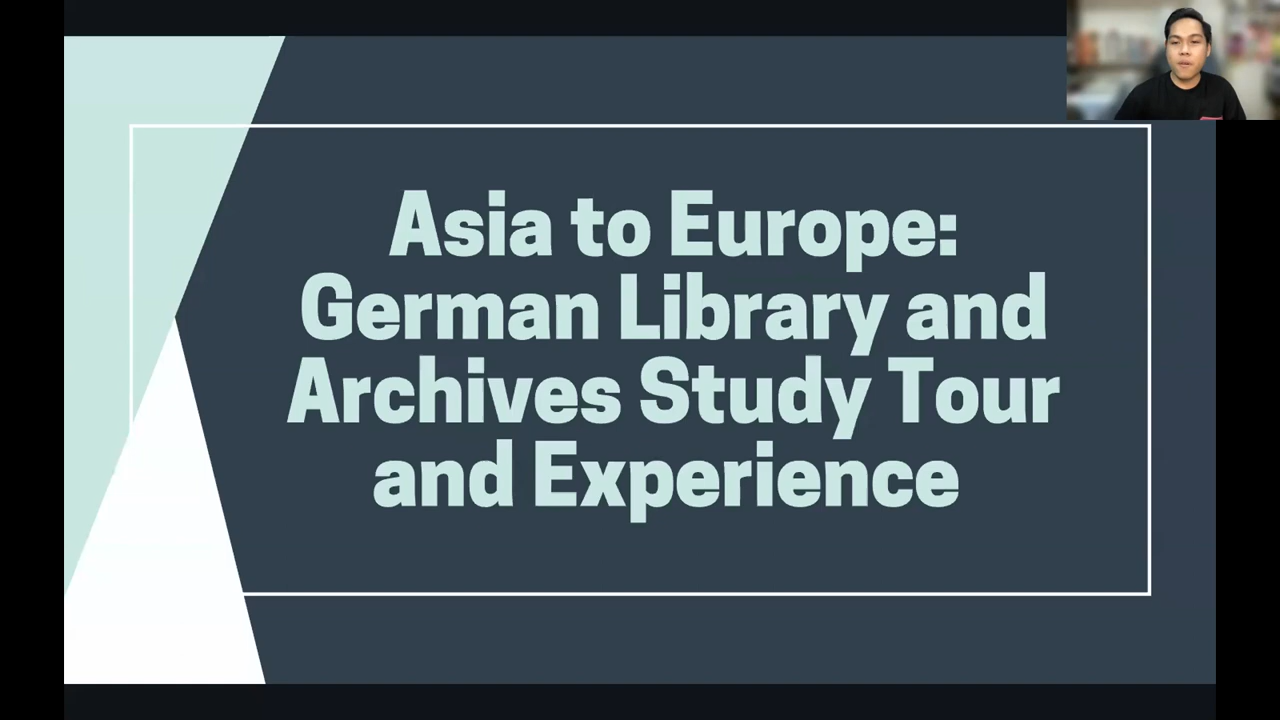 Asia to Europe:
German Library and
Archives Study Tour
and Experience